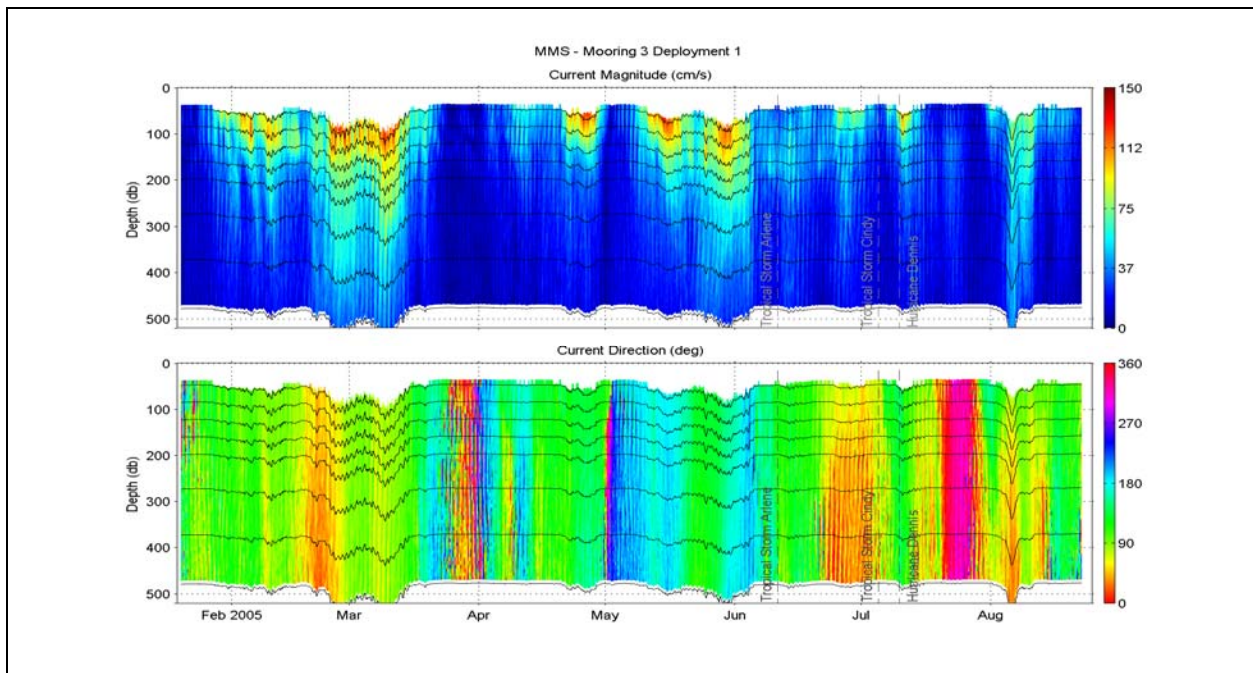 MMS - Mooring 3 Deployment 1
Current Magnitude (cm/s)
0
100
200
300
400
500
Depth (db)
Tropical Storm Arlene
Tropical Storm Cindy
Hurricane Dennis
150
112
75
37
0
Current Direction (deg)
0
100
200
300
400
500
Depth (db)
Tropical Storm Arlene
Tropical Storm Cindy
Hurricane Dennis
360
270
180
90
0
Feb 2005 Mar Apr May Jun Jul Aug